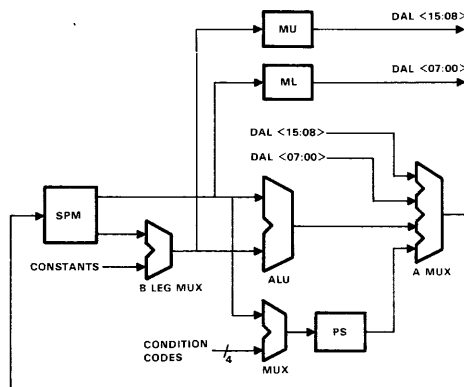 MU
DAL <15:08>
ML
DAL <07:00>
DAL <15:08>
DAL <07:00>
SPM
CONSTANTS
B LEG MUX
ALU
A MUX
PS
CONDITION
CODES
4
MUX